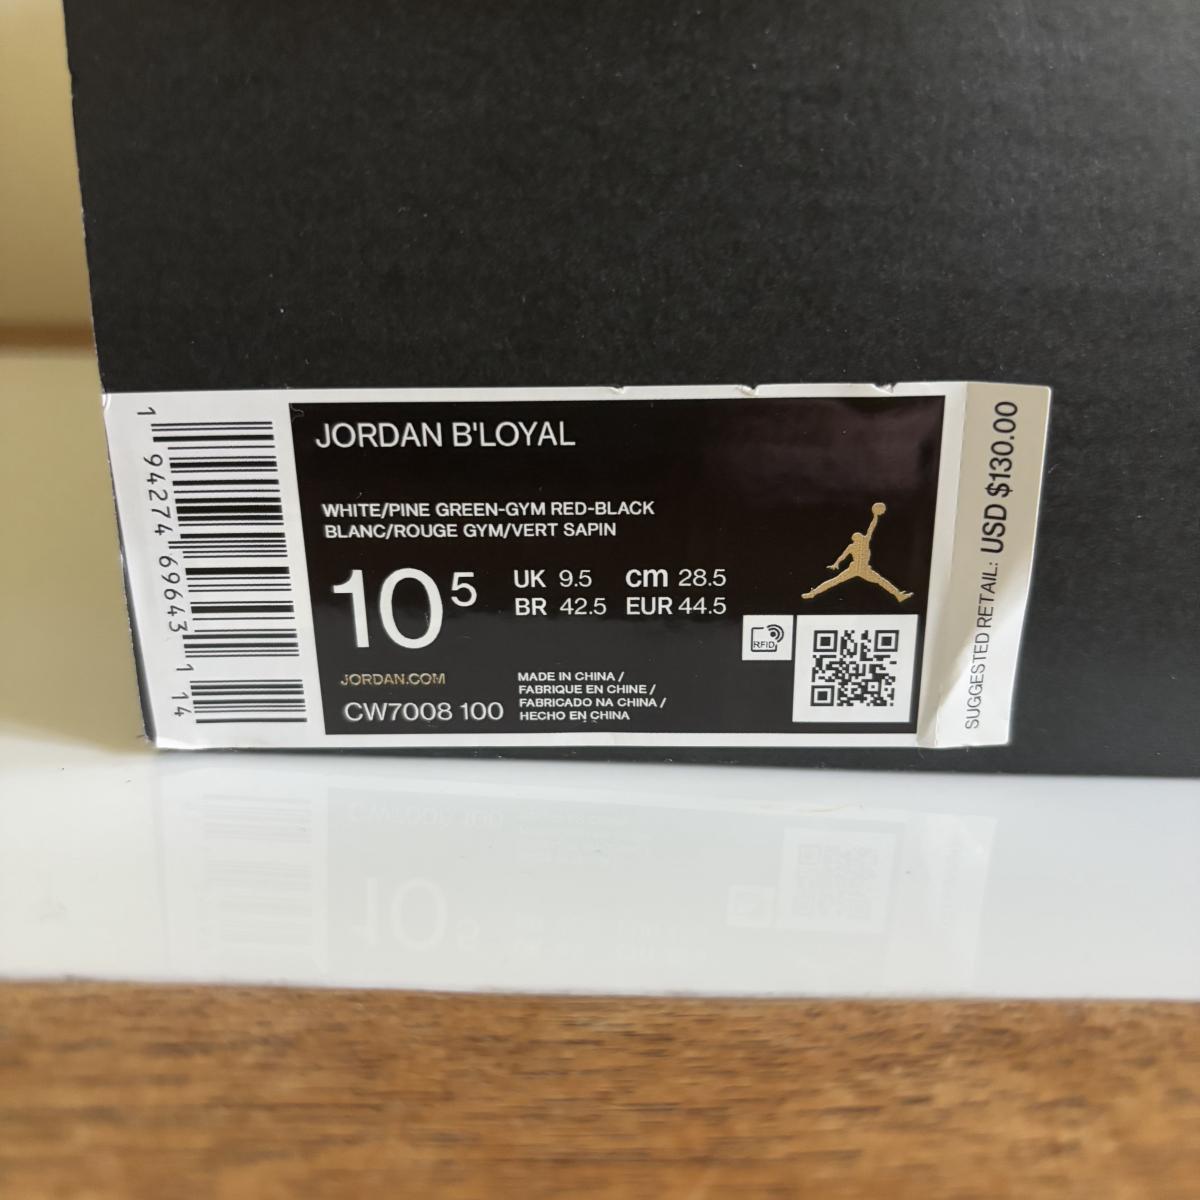 JORDAN B'LOYAL
WHITE/PINE GREEN-GYM RED-BLACK
BLANC/ROUGE GYM/VERT SAPIN
10 5
UK 9.5 cm 28.5
BR 42.5 EUR 44.5
JORDAN.COM
CW7008 100
MADE IN CHINA /
FABRIQUE EN CHINE /
FABRICADO NA CHINA /
HECHO EN CHINA
RFID
1 94274 69643 1 14
SUGGESTED RETAIL: USD $130.00